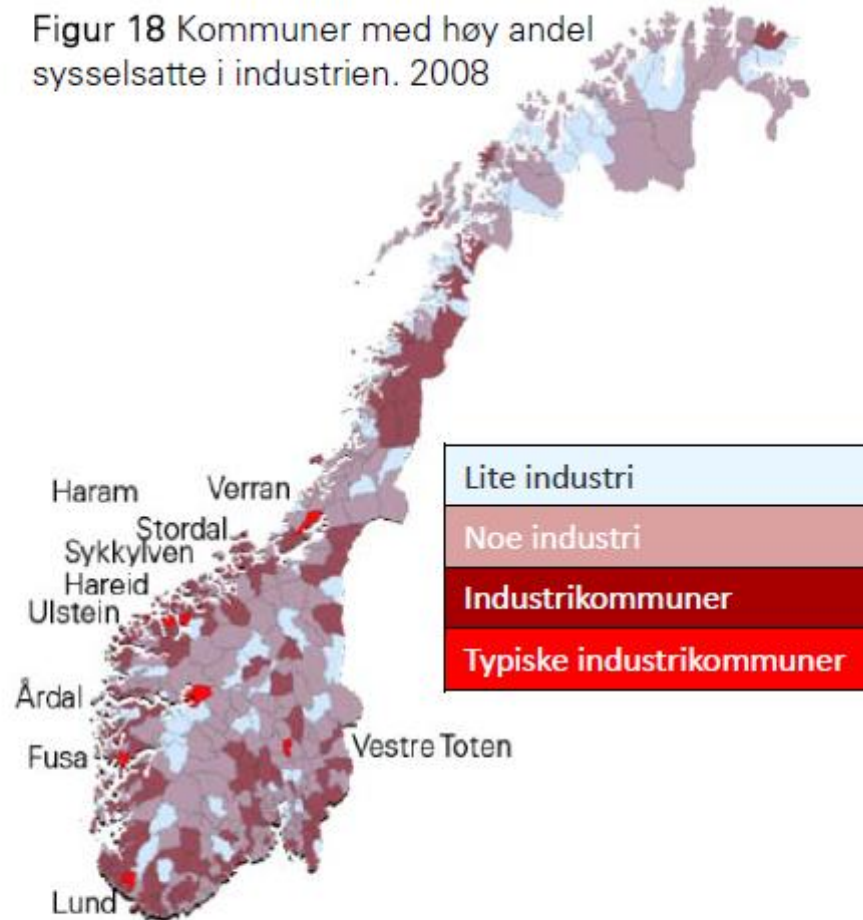 Figur 18 Kommuner med høy andel
sysselsatte i industrien. 2008
Haram
Verran
Stordal
Sykkylven
Hareid
Ulstein
Årdal
Fusa
Lund
Vestre Toten
Lite industri
Noe industri
Industrikommuner
Typiske industrikommuner